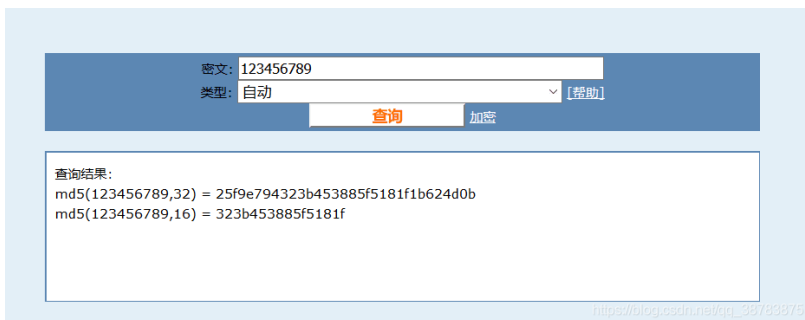 密文: 123456789
类型: 自动 [帮助]
查询 加密
查询结果:
md5(123456789,32) = 25f9e794323b453885f5181f1b624d0b
md5(123456789,16) = 323b453885f5181f
https://blog.csdn.net/qq_38783875